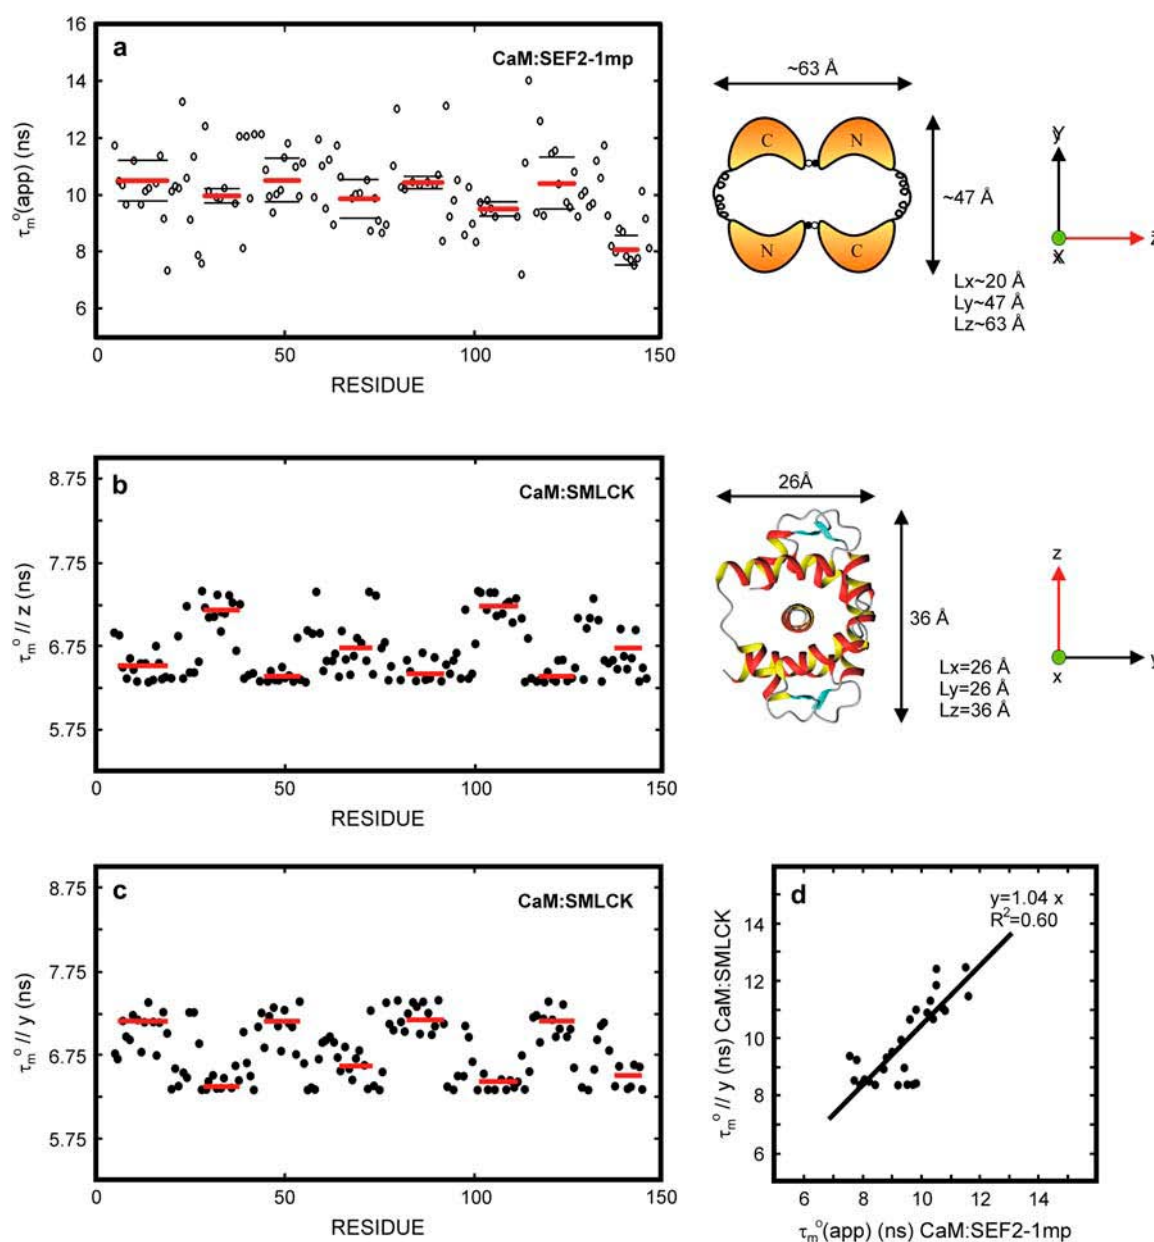 a
CaM:SEF2-1mp
τm°(app) (ns)
16
14
12
10
8
6
0
50
100
150
RESIDUE
~63 Å
C
N
N
C
~47 Å
Lx~20 Å
Ly~47 Å
Lz~63 Å
Y
X
z
b
CaM:SMLCK
τm° // z (ns)
8.75
7.75
6.75
5.75
0
50
100
150
RESIDUE
26Å
36 Å
Lx=26 Å
Ly=26 Å
Lz=36 Å
z
x
y
c
CaM:SMLCK
τm° // y (ns)
8.75
7.75
6.75
5.75
0
50
100
150
RESIDUE
d
y=1.04 x
R²=0.60
τm° // y (ns) CaM:SMLCK
14
12
10
8
6
6
8
10
12
14
τm°(app) (ns) CaM:SEF2-1mp